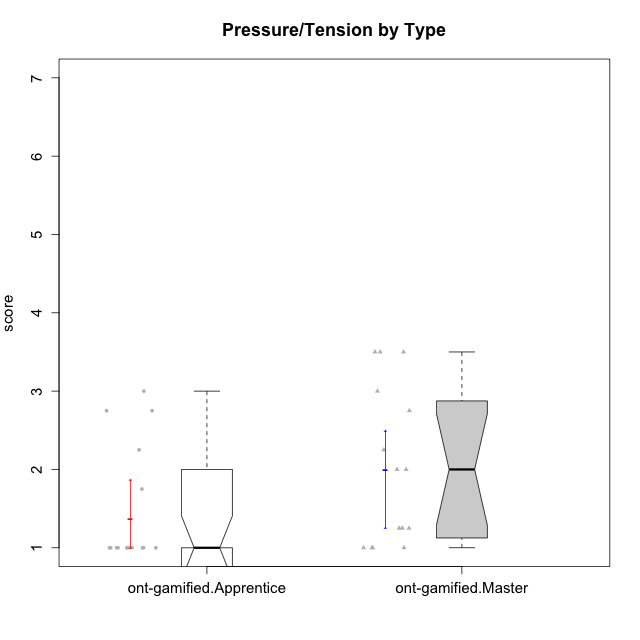 Pressure/Tension by Type
7
6
5
4
3
2
1
score
ont-gamified.Apprentice
ont-gamified.Master